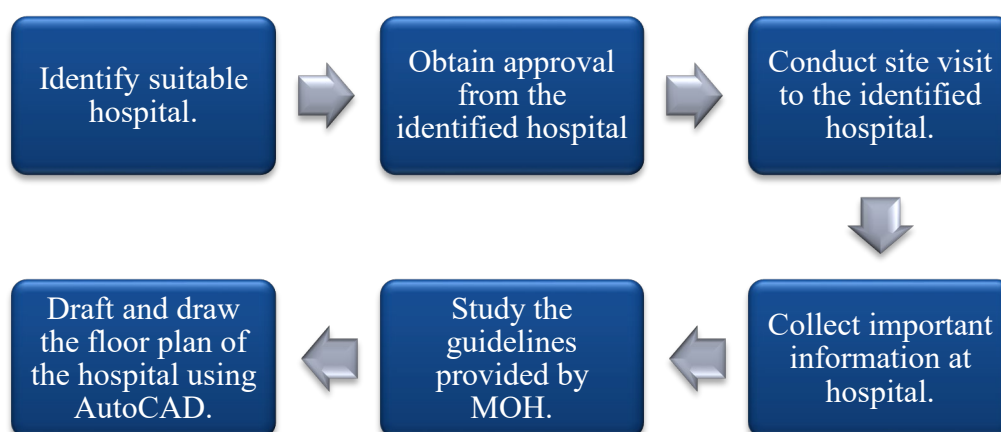 Identify suitable
hospital.
Obtain approval
from the
identified hospital
Conduct site visit
to the identified
hospital.
Collect important
information at
hospital.
Study the
guidelines
provided by
MOH.
Draft and draw
the floor plan of
the hospital using
AutoCAD.